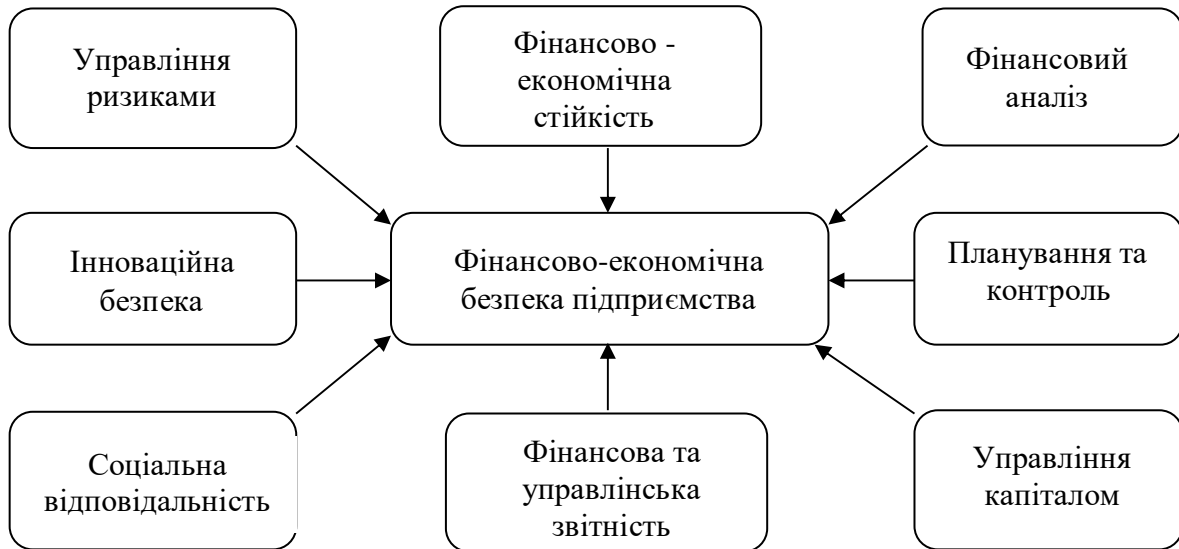 Управління
ризиками
Фінансово -
економічна
стійкість
Фінансовий
аналіз
Інноваційна
безпека
Фінансово-економічна
безпека підприємства
Планування та
контроль
Соціальна
відповідальність
Фінансова та
управлінська
звітність
Управління
капіталом